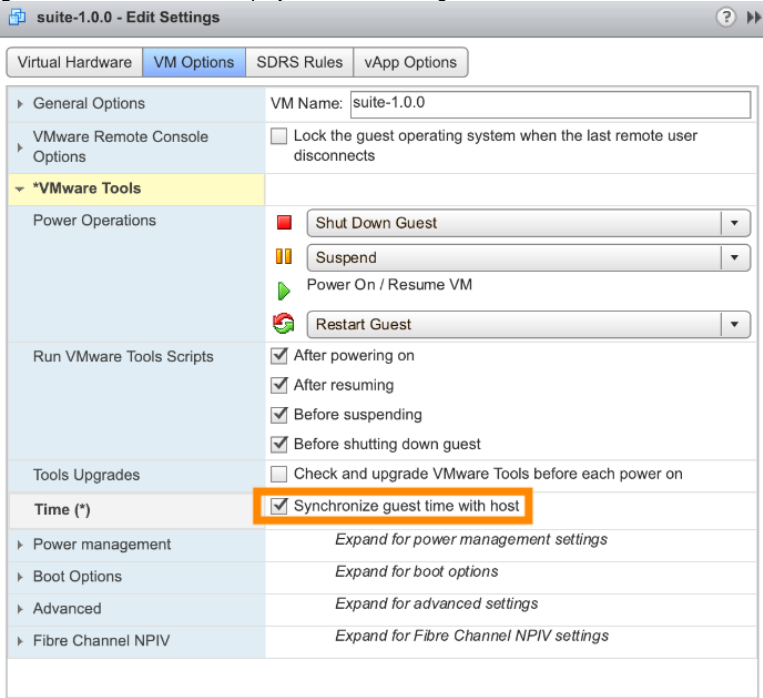 suite-1.0.0 - Edit Settings
Virtual Hardware VM Options SDRS Rules vApp Options
General Options VM Name: suite-1.0.0
VMware Remote Console Options Lock the guest operating system when the last remote user disconnects
*VMware Tools
Power Operations Shut Down Guest
Suspend
Power On / Resume VM
Restart Guest
Run VMware Tools Scripts After powering on
After resuming
Before suspending
Before shutting down guest
Tools Upgrades Check and upgrade VMware Tools before each power on
Time (*) Synchronize guest time with host
Power management Expand for power management settings
Boot Options Expand for boot options
Advanced Expand for advanced settings
Fibre Channel NPIV Expand for Fibre Channel NPIV settings